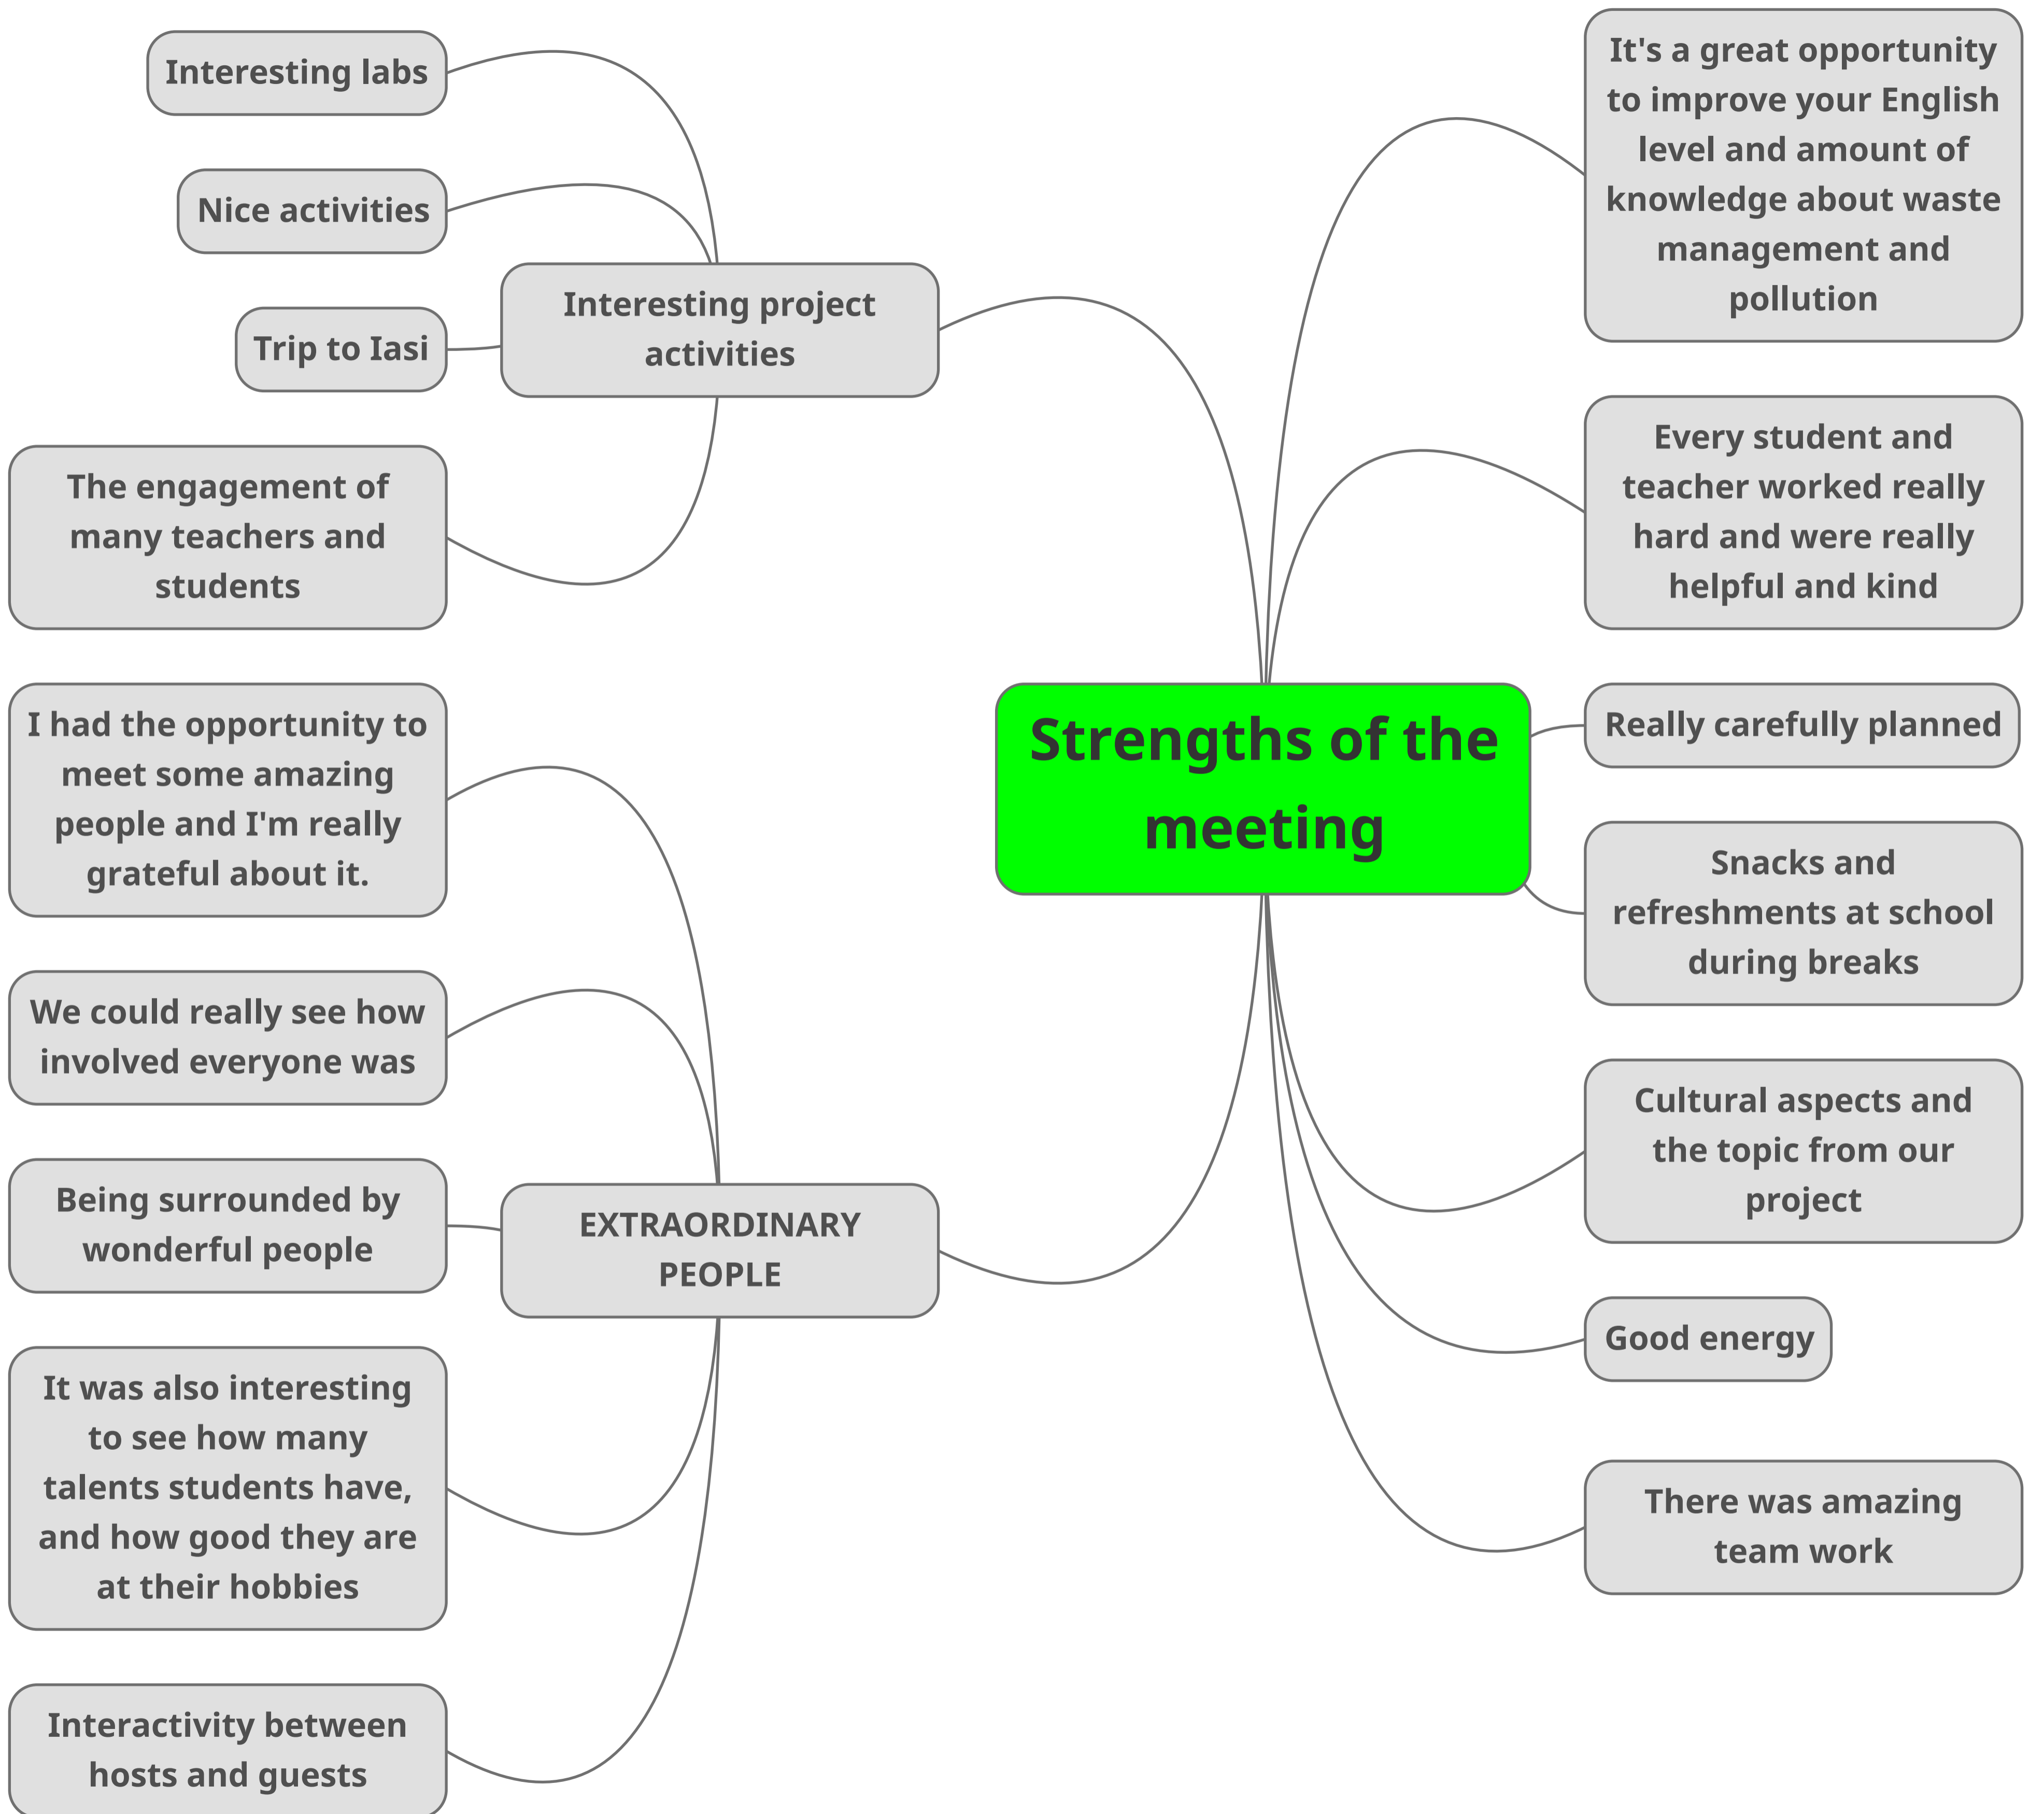 Strengths of the
meeting
It's a great opportunity
to improve your English
level and amount of
knowledge about waste
management and
pollution
Every student and
teacher worked really
hard and were really
helpful and kind
Really carefully planned
Snacks and
refreshments at school
during breaks
Cultural aspects and
the topic from our
project
Good energy
There was amazing
team work
Interesting project
activities
Interesting labs
Nice activities
Trip to Iasi
The engagement of
many teachers and
students
EXTRAORDINARY
PEOPLE
I had the opportunity to
meet some amazing
people and I'm really
grateful about it.
We could really see how
involved everyone was
Being surrounded by
wonderful people
It was also interesting
to see how many
talents students have,
and how good they are
at their hobbies
Interactivity between
hosts and guests